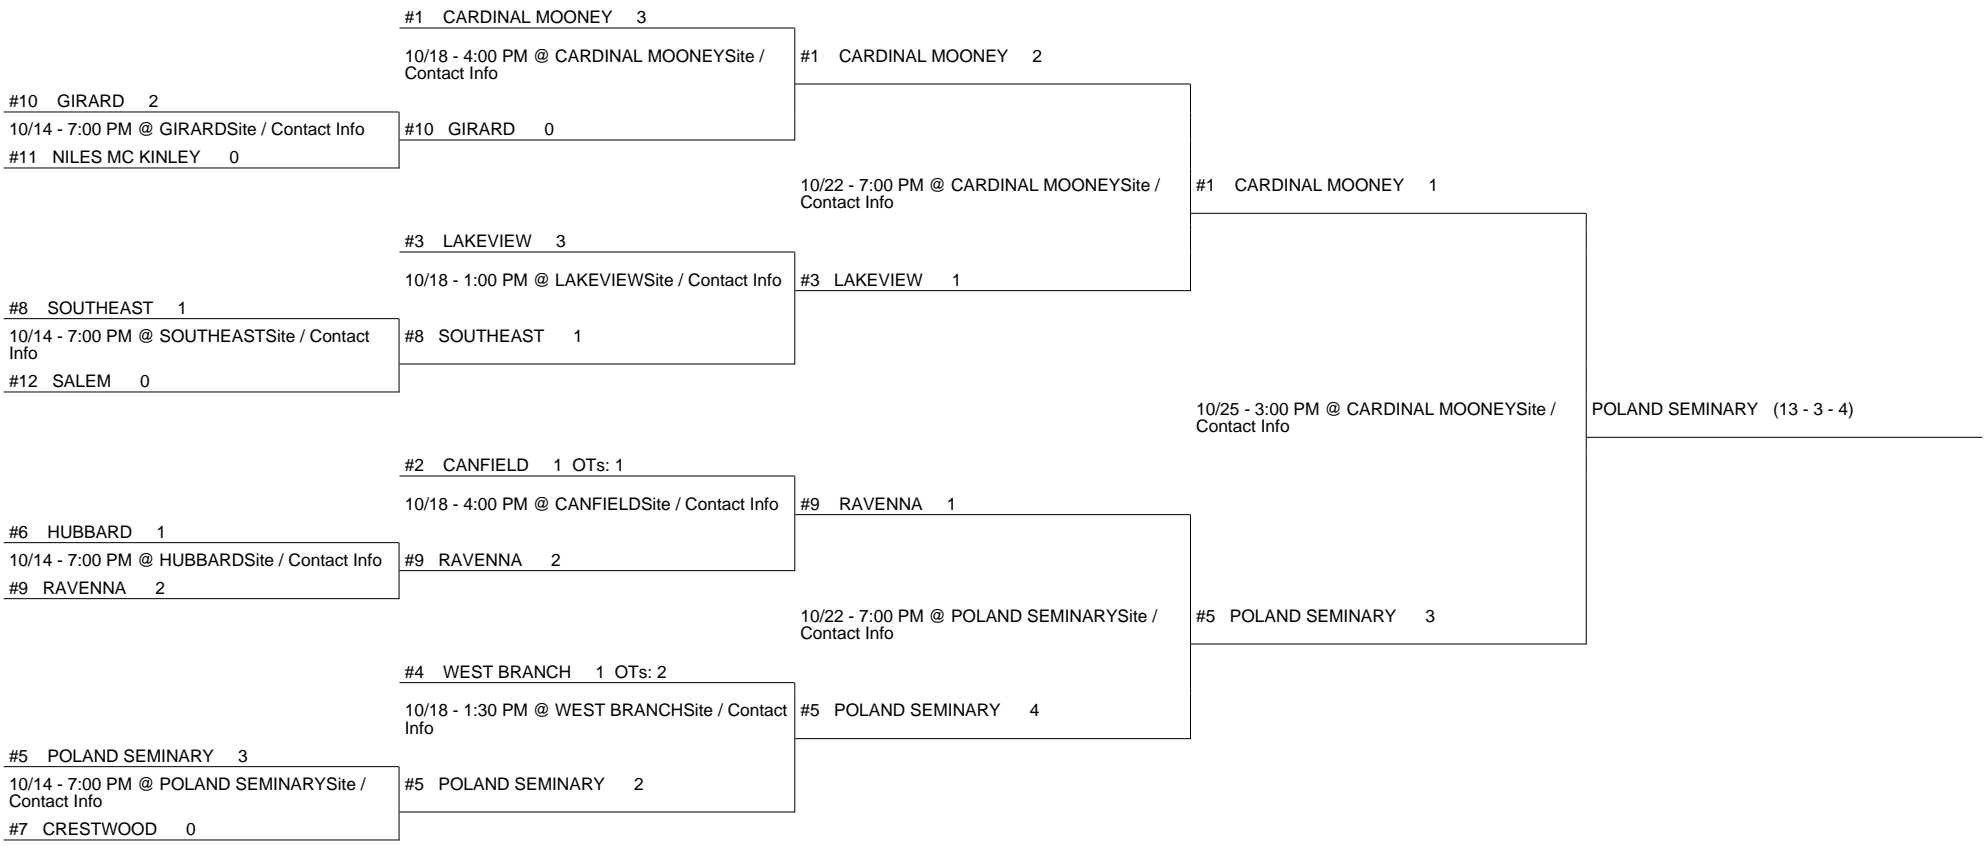 #1 CARDINAL MOONEY 3
10/18 - 4:00 PM @ CARDINAL MOONEYSite /
Contact Info
#10 GIRARD 2
10/14 - 7:00 PM @ GIRARDSite / Contact Info
#11 NILES MC KINLEY 0
#10 GIRARD 0
#1 CARDINAL MOONEY 2
10/22 - 7:00 PM @ CARDINAL MOONEYSite /
Contact Info
#1 CARDINAL MOONEY 1
#3 LAKEVIEW 3
10/18 - 1:00 PM @ LAKEVIEWSite / Contact Info
#3 LAKEVIEW 1
#8 SOUTHEAST 1
10/14 - 7:00 PM @ SOUTHEASTSite / Contact
Info
#12 SALEM 0
#8 SOUTHEAST 1
10/25 - 3:00 PM @ CARDINAL MOONEYSite /
Contact Info
POLAND SEMINARY (13 - 3 - 4)
#2 CANFIELD 1 OTs: 1
10/18 - 4:00 PM @ CANFIELDSite / Contact Info
#9 RAVENNA 1
#6 HUBBARD 1
10/14 - 7:00 PM @ HUBBARDSite / Contact Info
#9 RAVENNA 2
#9 RAVENNA 2
10/22 - 7:00 PM @ POLAND SEMINARYSite /
Contact Info
#5 POLAND SEMINARY 3
#4 WEST BRANCH 1 OTs: 2
10/18 - 1:30 PM @ WEST BRANCHSite / Contact
Info
#5 POLAND SEMINARY 4
#5 POLAND SEMINARY 3
10/14 - 7:00 PM @ POLAND SEMINARYSite /
Contact Info
#7 CRESTWOOD 0
#5 POLAND SEMINARY 2